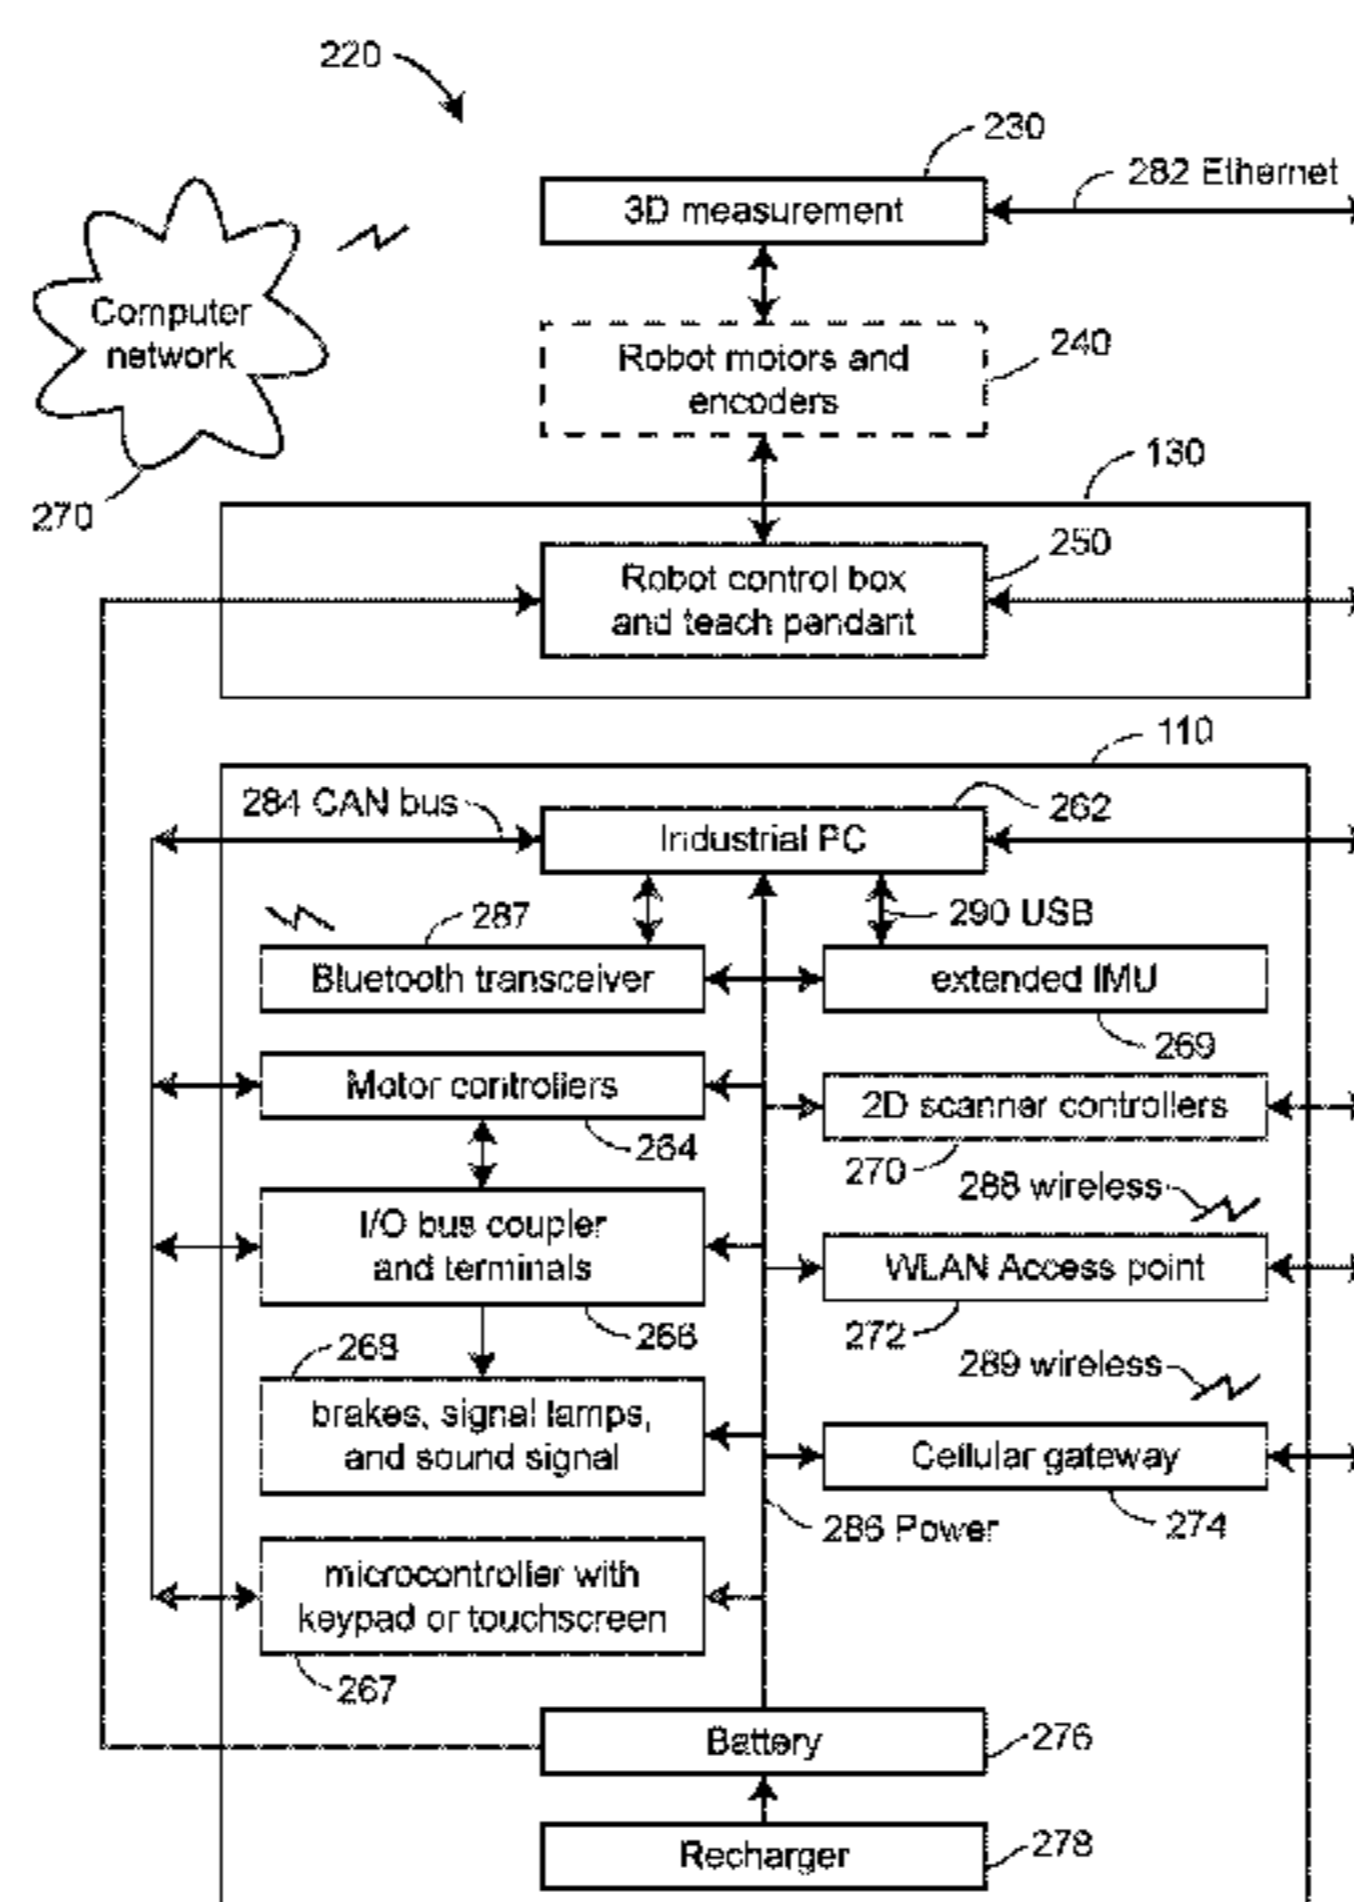 220
230
282 Ethernet
3D measurement
Computer
network
Robot motors and
encoders
240
130
270
250
Robot control box
and teach pendant
110
284 CAN bus
262
Industrial PC
287
290 USB
Bluetooth transceiver
extended IMU
269
Motor controllers
2D scanner controllers
264
270
288 wireless
I/O bus coupler
and terminals
WLAN Access point
266
272
268
289 wireless
brakes, signal lamps,
and sound signal
Cellular gateway
286 Power
274
microcontroller with
keypad or touchscreen
267
Battery
276
Recharger
278